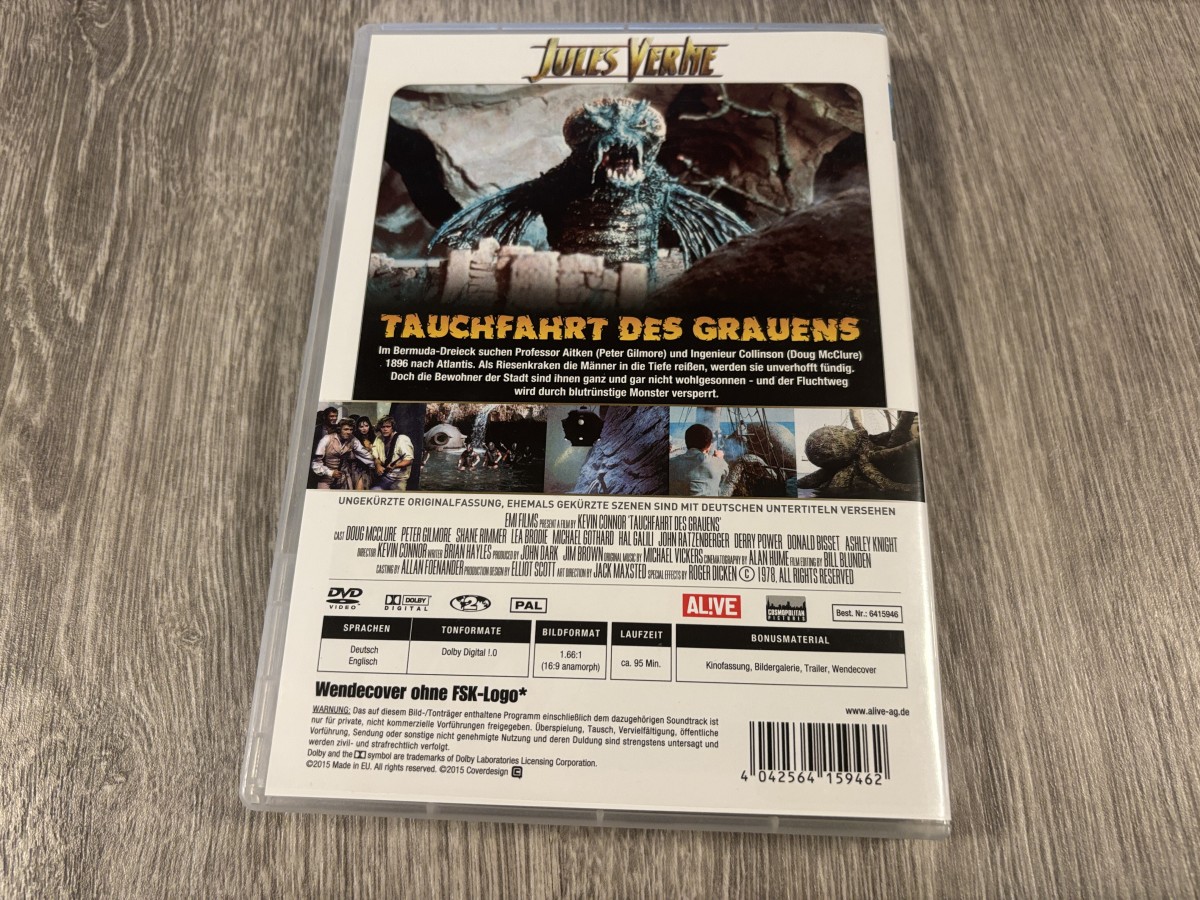 JULES VERNE
TAUCHFAHRT DES GRAUENS
Im Bermuda-Dreieck suchen Professor Aitken (Peter Gilmore) und Ingenieur Collinson (Doug McClure)
1896 nach Atlantis. Als Riesenkraken die Männer in die Tiefe reißen, werden sie unverhofft fündig.
Doch die Bewohner der Stadt sind ihnen ganz und gar nicht wohlgesonnen - und der Fluchtweg
wird durch blutrünstige Monster versperrt.
UNGEKÜRZTE ORIGINALFASSUNG, EHEMALS GEKÜRZTE SZENEN SIND MIT DEUTSCHEN UNTERTITELN VERSEHEN
EMI FILMS PRESENT A FILM BY KEVIN CONNOR 'TAUCHFAHRT DES GRAUENS'
CAST DOUG MCCLURE PETER GILMORE SHANE RIMMER LEA BRODIE MICHAEL GOTHARD HAL GALILI JOHN RATZENBERGER DERRY POWER DONALD BISSET ASHLEY KNIGHT
DIRECTOR KEVIN CONNOR WRITER BRIAN HAYLES PRODUCED BY JOHN DARK JIM BROWN ORIGINAL MUSIC BY MICHAEL VICKERS CINEMATOGRAPHY BY ALAN HUME FILM EDITING BY BILL BLUNDEN
CASTING BY ALLAN FOENANDER PRODUCTION DESIGN BY ELLIOT SCOTT ART DIRECTION BY JACK MAXSTED SPECIAL EFFECTS BY ROGER DICKEN © 1978. ALL RIGHTS RESERVED
DVD VIDEO
DOLBY DIGITAL
2
PAL
AL!VE
COSMOPOLITAN PICTURES
Best. Nr.: 6415946
SPRACHEN
Deutsch
Englisch
TONFORMATE
Dolby Digital !.0
BILDFORMAT
1.66:1
(16:9 anamorph)
LAUFZEIT
ca. 95 Min.
BONUSMATERIAL
Kinofassung, Bildergalerie, Trailer, Wendecover
Wendecover ohne FSK-Logo*
www.alive-ag.de
WARNUNG: Das auf diesem Bild-/Tonträger enthaltene Programm einschließlich dem dazugehörigen Soundtrack ist
nur für private, nicht kommerzielle Vorführungen freigegeben. Überspielung, Tausch, Vervielfältigung, öffentliche
Vorführung, Sendung oder sonstige nicht genehmigte Nutzung und deren Duldung sind strengstens untersagt und
werden zivil- und strafrechtlich verfolgt.
Dolby and the DD symbol are trademarks of Dolby Laboratories Licensing Corporation.
©2015 Made in EU. All rights reserved. ©2015 Coverdesign
4 042564 159462